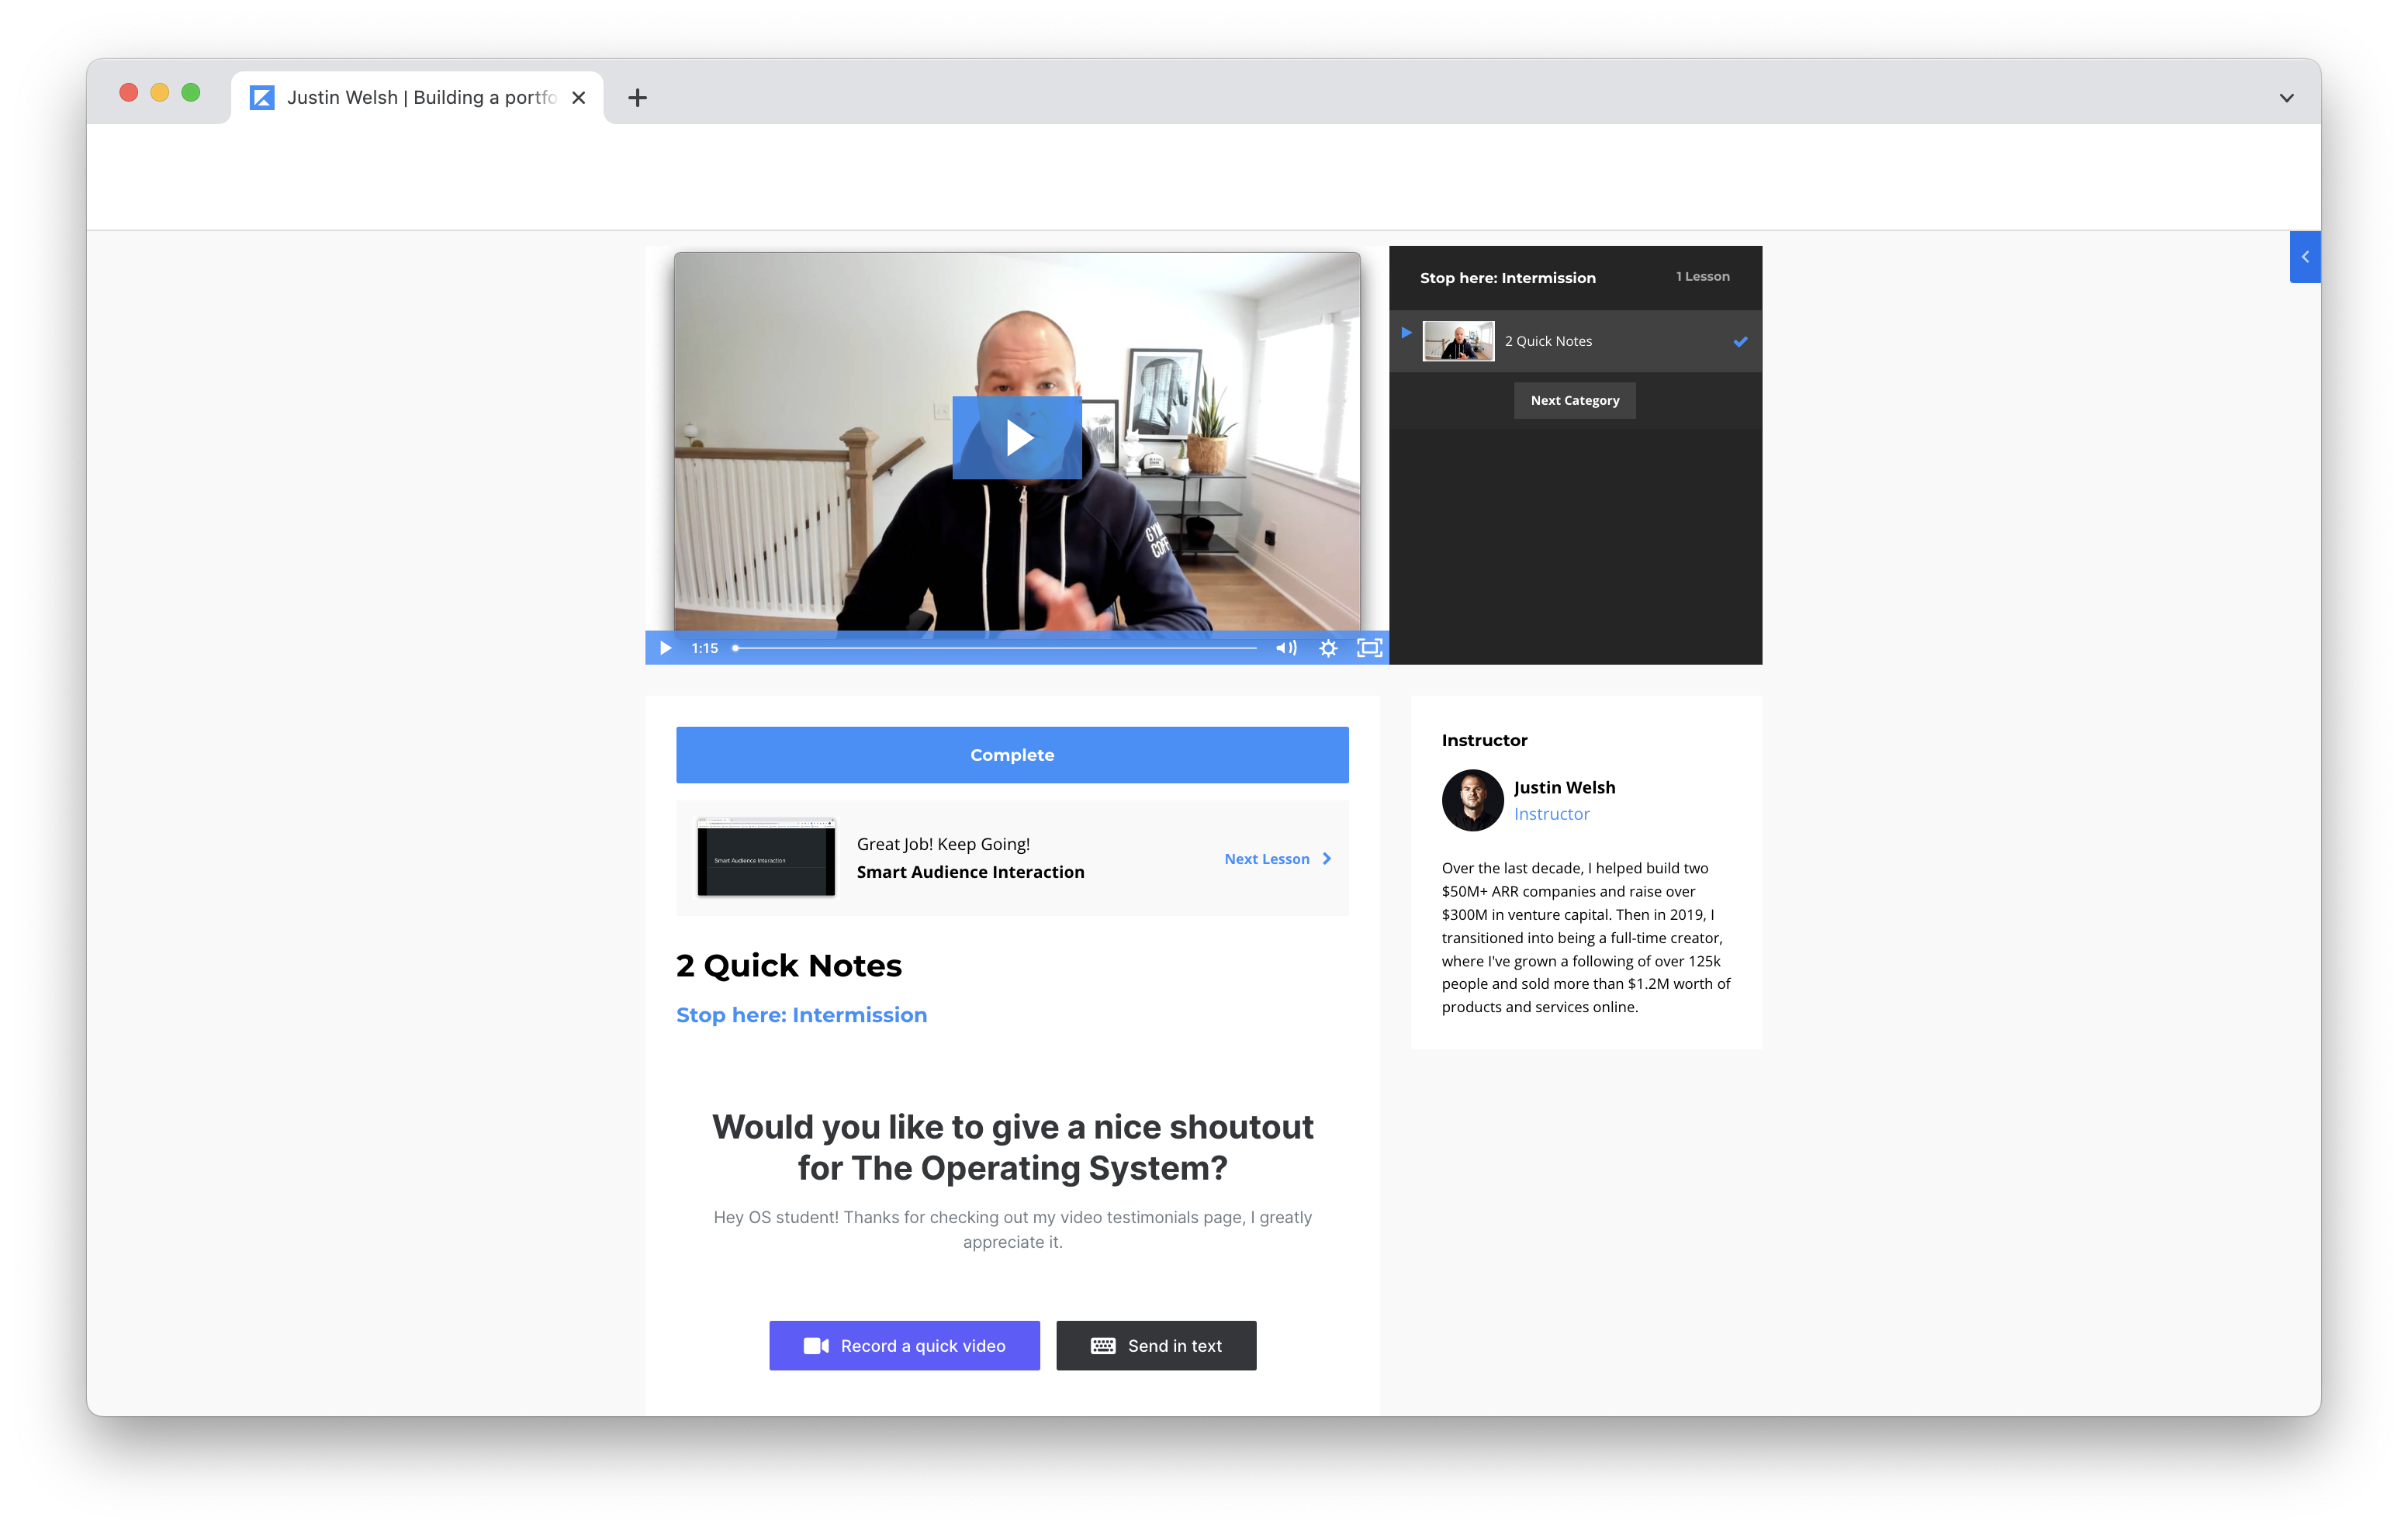 Justin Welsh | Building a portfo
Stop here: Intermission
1 Lesson
2 Quick Notes
Next Category
1:15
Complete
Smart Audience Interaction
Great Job! Keep Going!
Smart Audience Interaction
Next Lesson
2 Quick Notes
Stop here: Intermission
Would you like to give a nice shoutout
for The Operating System?
Hey OS student! Thanks for checking out my video testimonials page, I greatly
appreciate it.
Record a quick video
Send in text
Instructor
Justin Welsh
Instructor
Over the last decade, I helped build two
$50M+ ARR companies and raise over
$300M in venture capital. Then in 2019, I
transitioned into being a full-time creator,
where I've grown a following of over 125k
people and sold more than $1.2M worth of
products and services online.